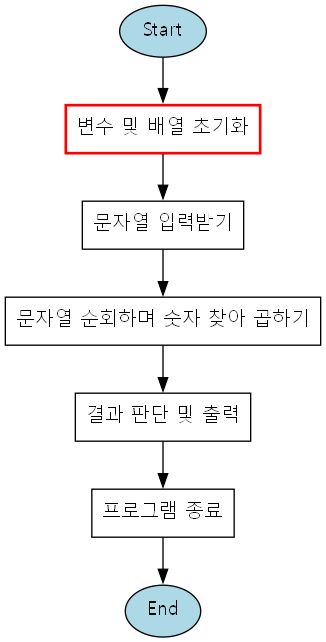 Start
변수 및 배열 초기화
문자열 입력받기
문자열 순회하며 숫자 찾아 곱하기
결과 판단 및 출력
프로그램 종료
End